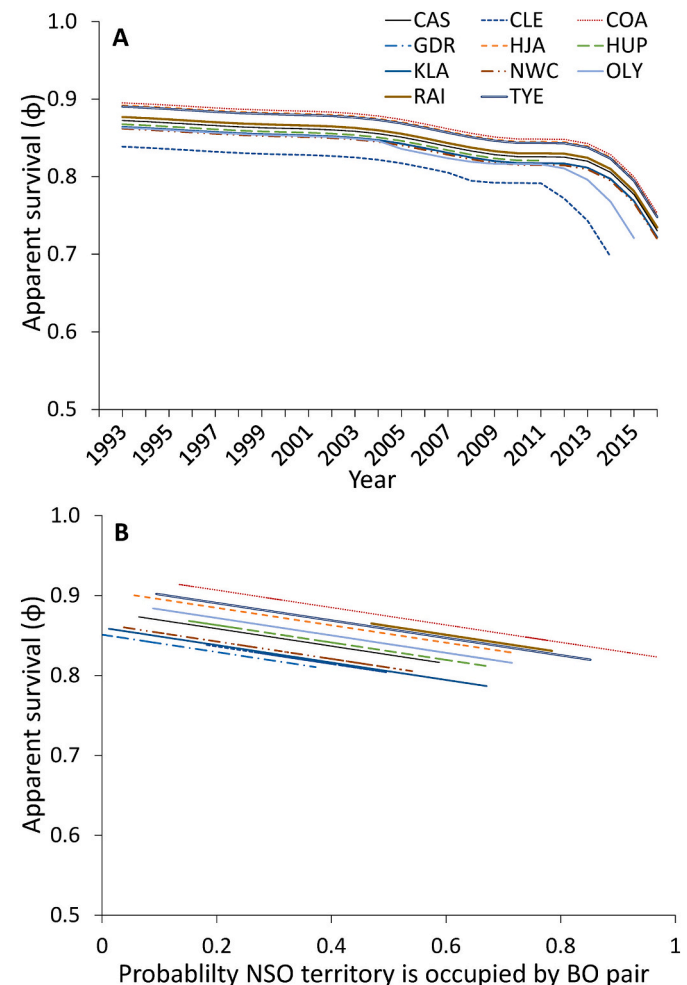 A
CAS CLE COA
GDR HJA HUP
KLA NWC OLY
RAI TYE
Apparent survival (ϕ)
1.0
0.9
0.8
0.7
0.6
0.5
1993 1995 1997 1999 2001 2003 2005 2007 2009 2011 2013 2015
Year
B
Apparent survival (ϕ)
1.0
0.9
0.8
0.7
0.6
0.5
0 0.2 0.4 0.6 0.8 1
Probablilty NSO territory is occupied by BO pair